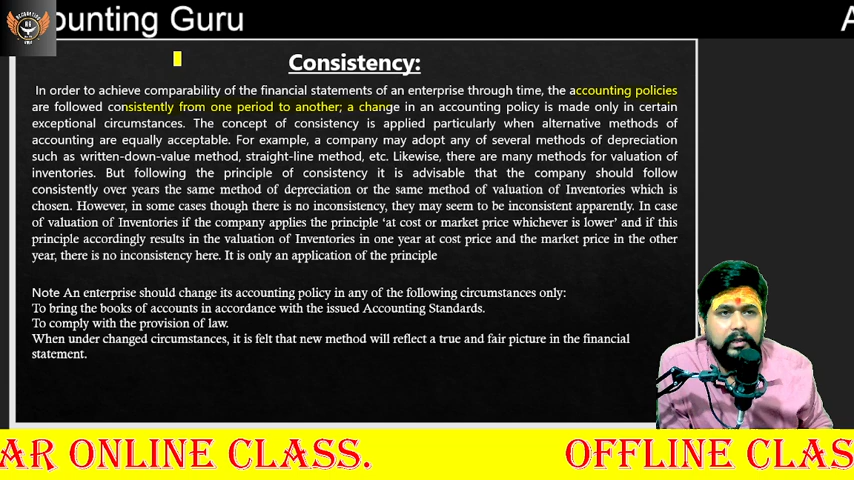 ounting Guru
A
Consistency:
In order to achieve comparability of the financial statements of an enterprise through time, the accounting policies
are followed consistently from one period to another; a change in an accounting policy is made only in certain
exceptional circumstances. The concept of consistency is applied particularly when alternative methods of
accounting are equally acceptable. For example, a company may adopt any of several methods of depreciation
such as written-down-value method, straight-line method, etc. Likewise, there are many methods for valuation of
inventories. But following the principle of consistency it is advisable that the company should follow
consistently over years the same method of depreciation or the same method of valuation of Inventories which is
chosen. However, in some cases though there is no inconsistency, they may seem to be inconsistent apparently. In case
of valuation of Inventories if the company applies the principle ‘at cost or market price whichever is lower’ and if this
principle accordingly results in the valuation of Inventories in one year at cost price and the market price in the other
year, there is no inconsistency here. It is only an application of the principle
Note An enterprise should change its accounting policy in any of the following circumstances only:
To bring the books of accounts in accordance with the issued Accounting Standards.
To comply with the provision of law.
When under changed circumstances, it is felt that new method will reflect a true and fair picture in the financial
statement.
AR ONLINE CLASS.
OFFLINE CLAS